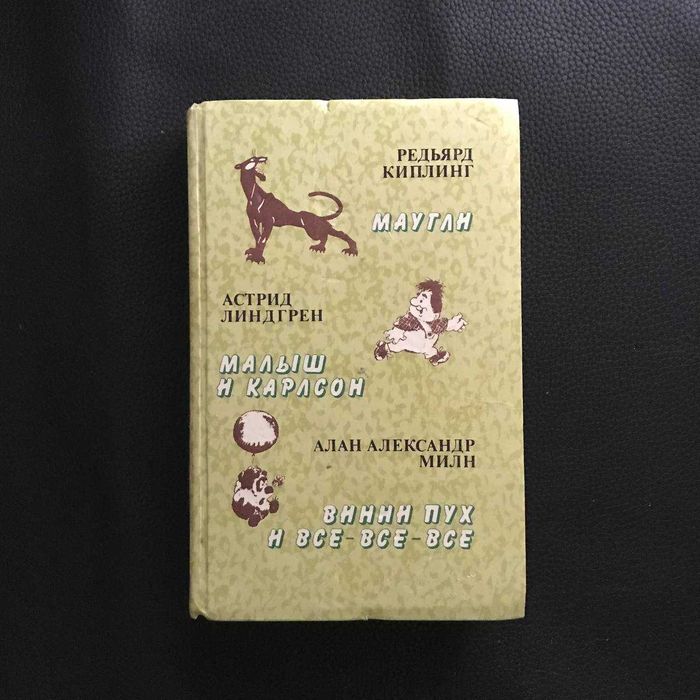 РЕДЬЯРД
КИПЛИНГ
МАУГЛИ
АСТРИД
ЛИНДГРЕН
МАЛЫШ
И КАРЛСОН
АЛАН АЛЕКСАНДР
МИЛН
ВИННИ ПУХ
И ВСЕ-ВСЕ-ВСЕ